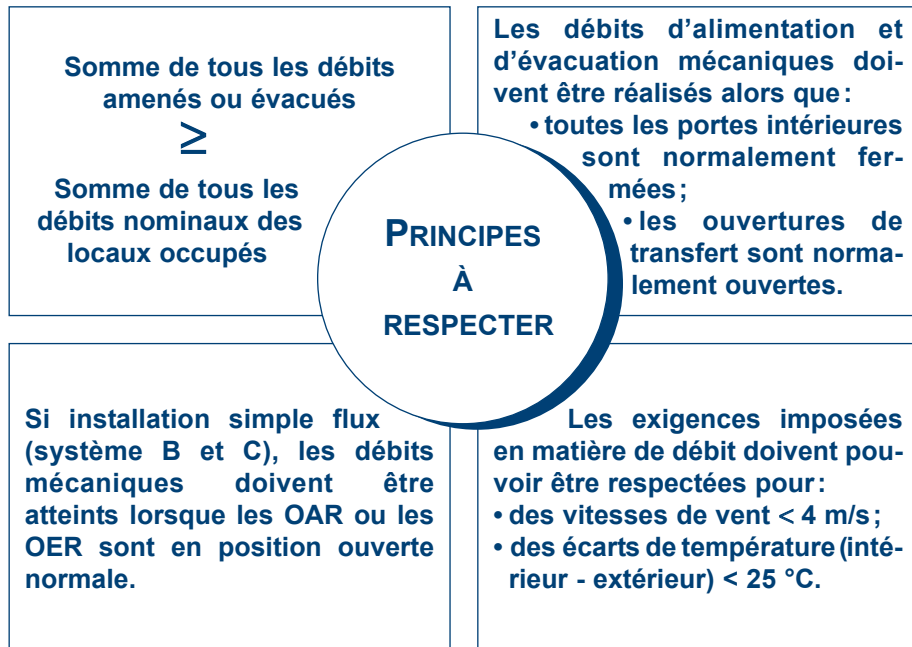 Somme de tous les débits
amenés ou évacués
≥
Somme de tous les
débits nominaux des
locaux occupés
Les débits d’alimentation et
d’évacuation mécaniques doi-
vent être réalisés alors que :
• toutes les portes intérieures
sont normalement fer-
mées ;
• les ouvertures de
transfert sont norma-
lement ouvertes.
PRINCIPES
À
RESPECTER
Si installation simple flux
(système B et C), les débits
mécaniques doivent être
atteints lorsque les OAR ou les
OER sont en position ouverte
normale.
Les exigences imposées
en matière de débit doivent pou-
voir être respectées pour :
• des vitesses de vent < 4 m/s ;
• des écarts de température (inté-
rieur - extérieur) < 25 °C.